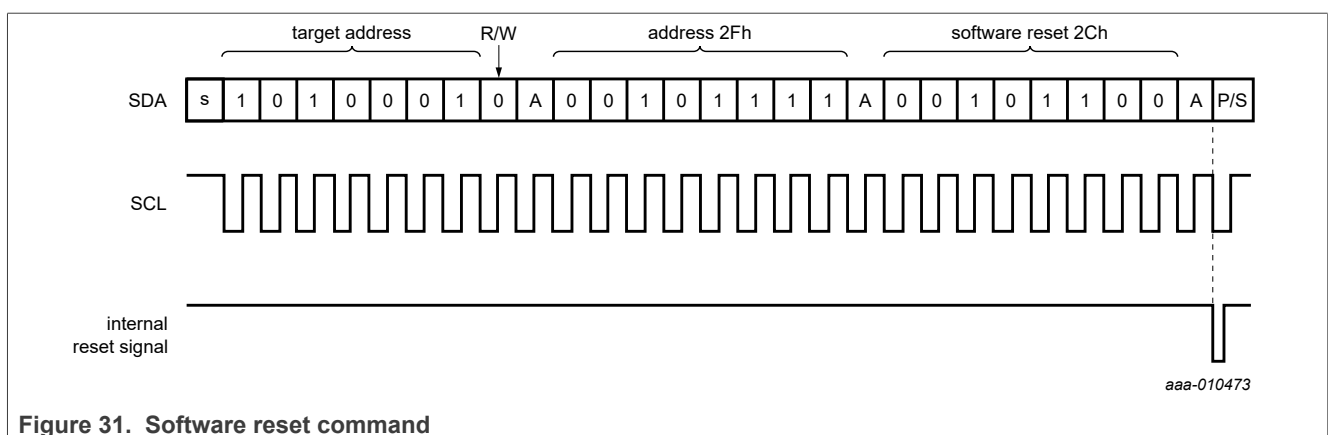 target address R/W address 2Fh software reset 2Ch
SDA s 1 0 1 0 0 0 1 0 A 0 0 1 0 1 1 1 1 A 0 0 1 0 1 1 0 0 A P/S
SCL
internal
reset signal
aaa-010473
Figure 31. Software reset command